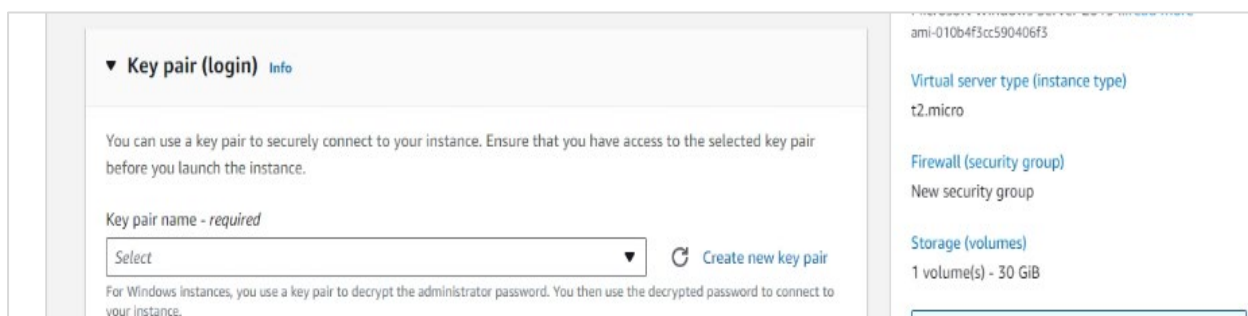 ▼ Key pair (login) Info
You can use a key pair to securely connect to your instance. Ensure that you have access to the selected key pair
before you launch the instance.
Key pair name - required
Select ▼ Create new key pair
For Windows instances, you use a key pair to decrypt the administrator password. You then use the decrypted password to connect to
your instance.
ami-010b4f3cc590406f3
Virtual server type (instance type)
t2.micro
Firewall (security group)
New security group
Storage (volumes)
1 volume(s) - 30 GiB